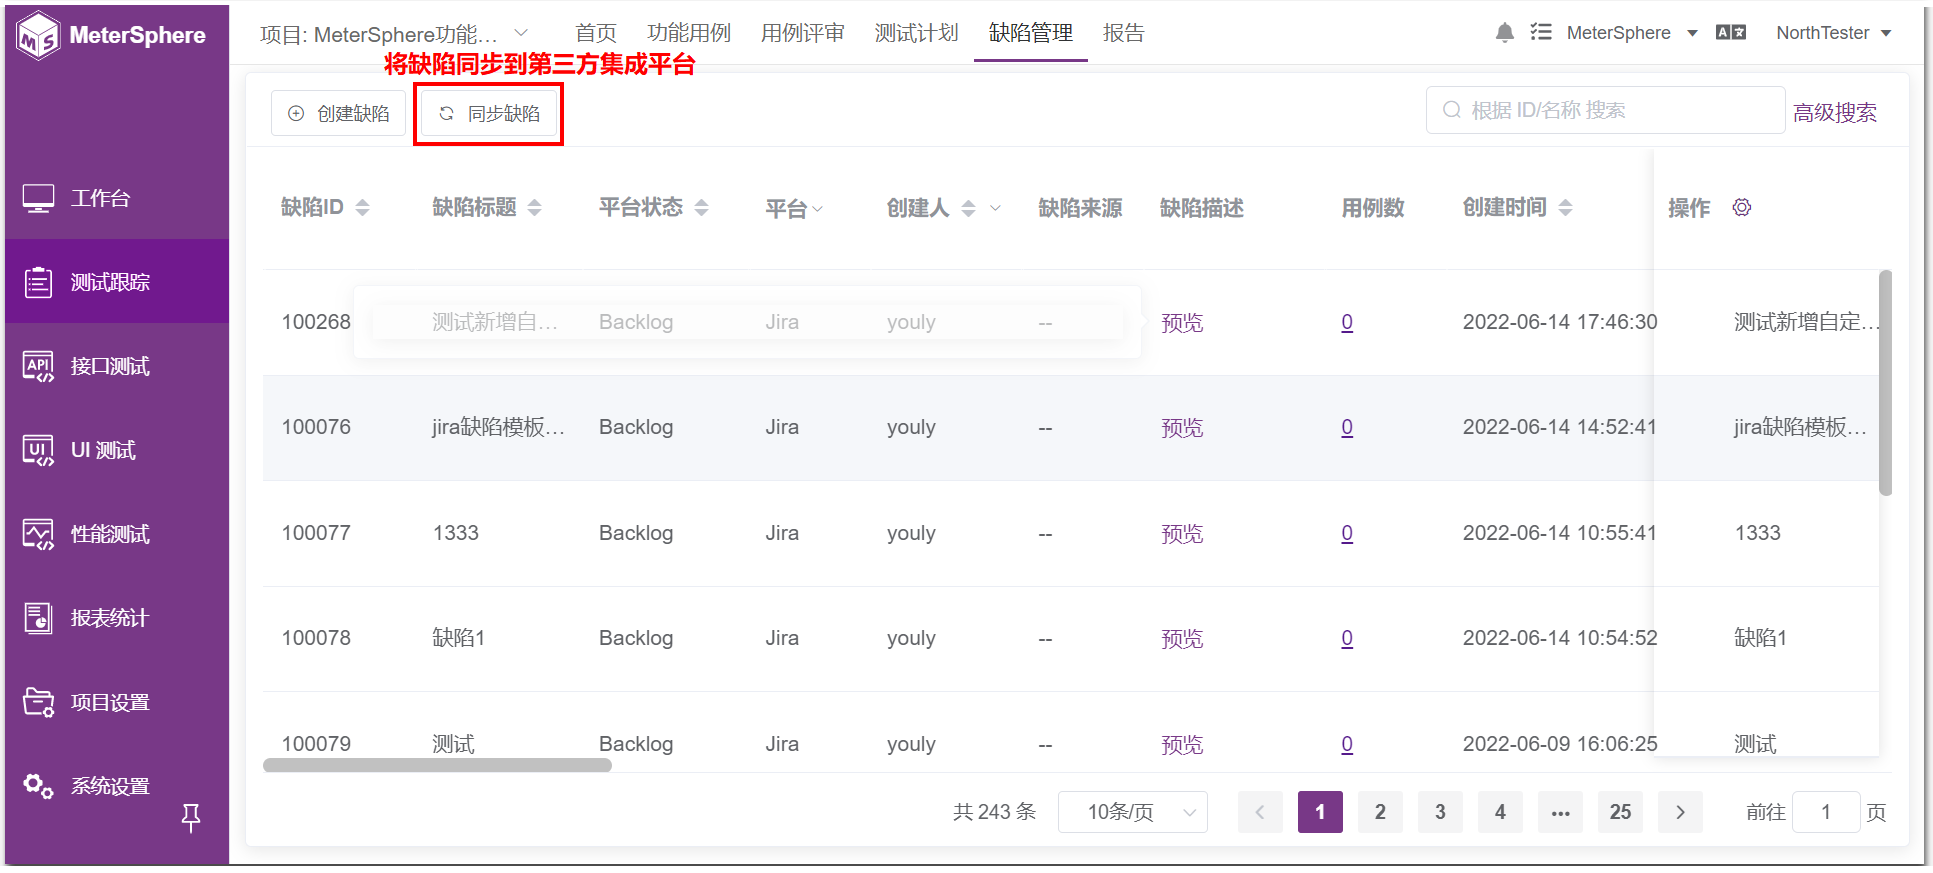 MeterSphere
项目: MeterSphere功能... 首页 功能用例 用例评审 测试计划 缺陷管理 报告 MeterSphere NorthTester
将缺陷同步到第三方集成平台
创建缺陷 同步缺陷 根据 ID/名称 搜索 高级搜索
工作台
测试跟踪
接口测试
UI 测试
性能测试
报表统计
项目设置
系统设置
缺陷ID 缺陷标题 平台状态 平台 创建人 缺陷来源 缺陷描述 用例数 创建时间 操作
100268 测试新增自... Backlog Jira youly -- 预览 0 2022-06-14 17:46:30 测试新增自定...
100076 jira缺陷模板... Backlog Jira youly -- 预览 0 2022-06-14 14:52:41 jira缺陷模板...
100077 1333 Backlog Jira youly -- 预览 0 2022-06-14 10:55:41 1333
100078 缺陷1 Backlog Jira youly -- 预览 0 2022-06-14 10:54:52 缺陷1
100079 测试 Backlog Jira youly -- 预览 0 2022-06-09 16:06:25 测试
共 243 条 10条/页 1 2 3 4 ... 25 前往 1 页